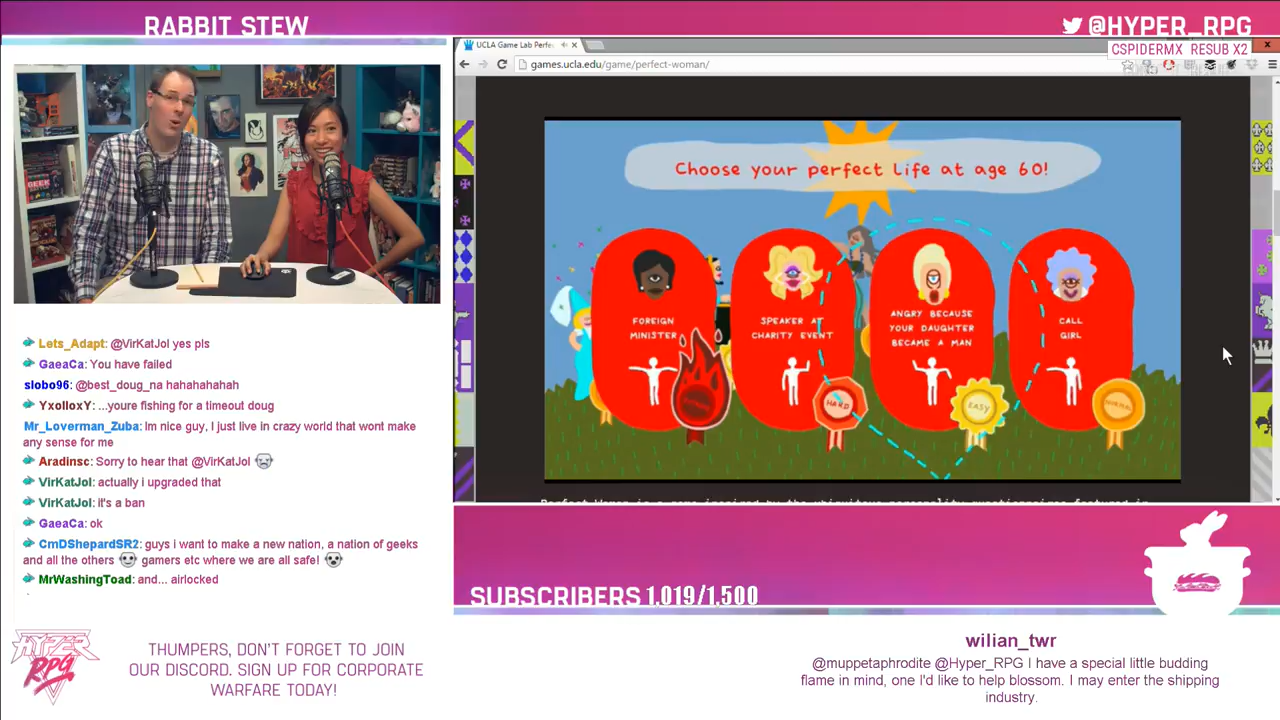 RABBIT STEW
@HYPER_RPG
CSPIDERMX RESUB X2
UCLA Game Lab Perfe
games.ucla.edu/game/perfect-woman/
Choose your perfect Life at age 60!
FOREIGN
MINISTER
SPEAKER AT
CHARITY EVENT
HARD
ANGRY BECAUSE
YOUR DAUGHTER
BECAME A MAN
EASY
CALL
GIRL
GEEK
Lets_Adapt: @VirKatJol yes pls
GaeaCa: You have failed
slobo96: @best_doug_na hahahahahah
YxolloxY: ...youre fishing for a timeout doug
Mr_Loverman_Zuba: Im nice guy, I just live in crazy world that wont make
any sense for me
Aradinsc: Sorry to hear that @VirKatJol
VirKatJol: actually i upgraded that
VirKatJol: it's a ban
GaeaCa: ok
CmDShepardSR2: guys i want to make a new nation, a nation of geeks
and all the others gamers etc where we are all safe!
MrWashingToad: and... airlocked
SUBSCRIBERS 1,019/1,500
HYPER
RPG
THUMPERS, DON'T FORGET TO JOIN
OUR DISCORD. SIGN UP FOR CORPORATE
WARFARE TODAY!
wilian_twr
@muppetaphrodite @Hyper_RPG I have a special little budding
flame in mind, one I'd like to help blossom. I may enter the shipping
industry.